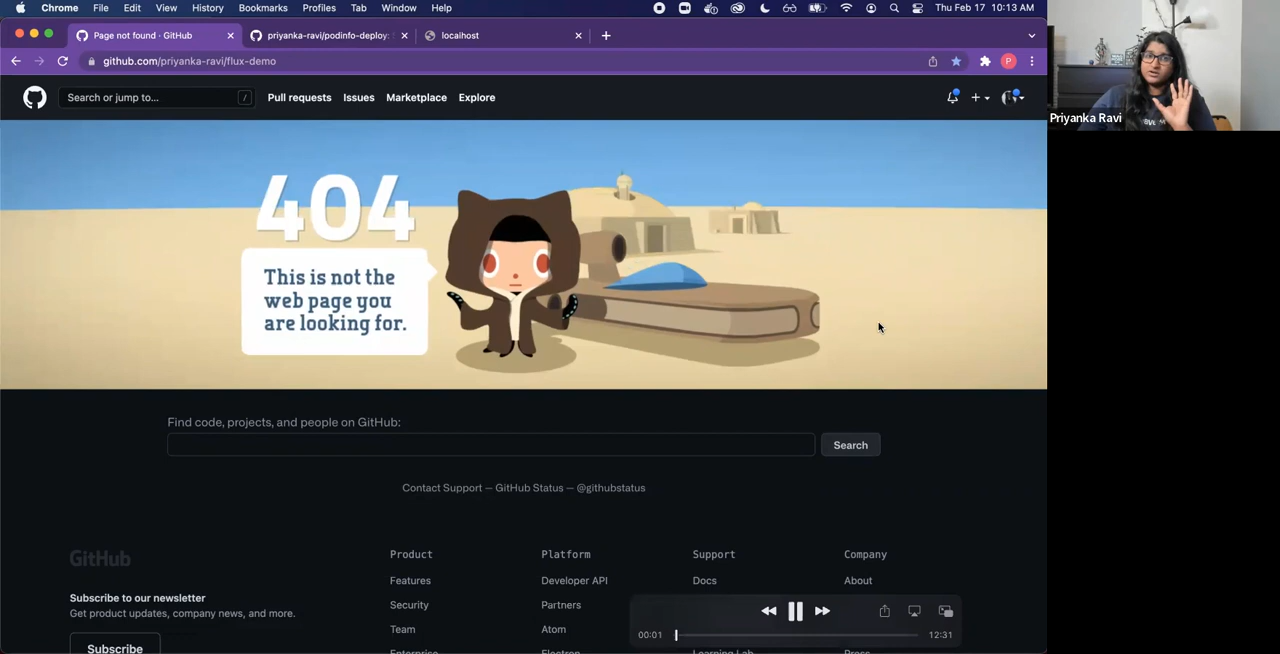 Chrome File Edit View History Bookmarks Profiles Tab Window Help
Thu Feb 17 10:13 AM
Page not found · GitHub
priyanka-ravi/podinfo-deploy:
localhost
github.com/priyanka-ravi/flux-demo
P
Search or jump to... /
Pull requests Issues Marketplace Explore
Priyanka Ravi
404
This is not the
web page you
are looking for.
Find code, projects, and people on GitHub:
Search
Contact Support — GitHub Status — @githubstatus
GitHub
Subscribe to our newsletter
Get product updates, company news, and more.
Subscribe
Product
Features
Security
Team
Enterprise
Platform
Developer API
Partners
Atom
Electron
Support
Docs
Learning Lab
Company
About
Press
00:01
12:31